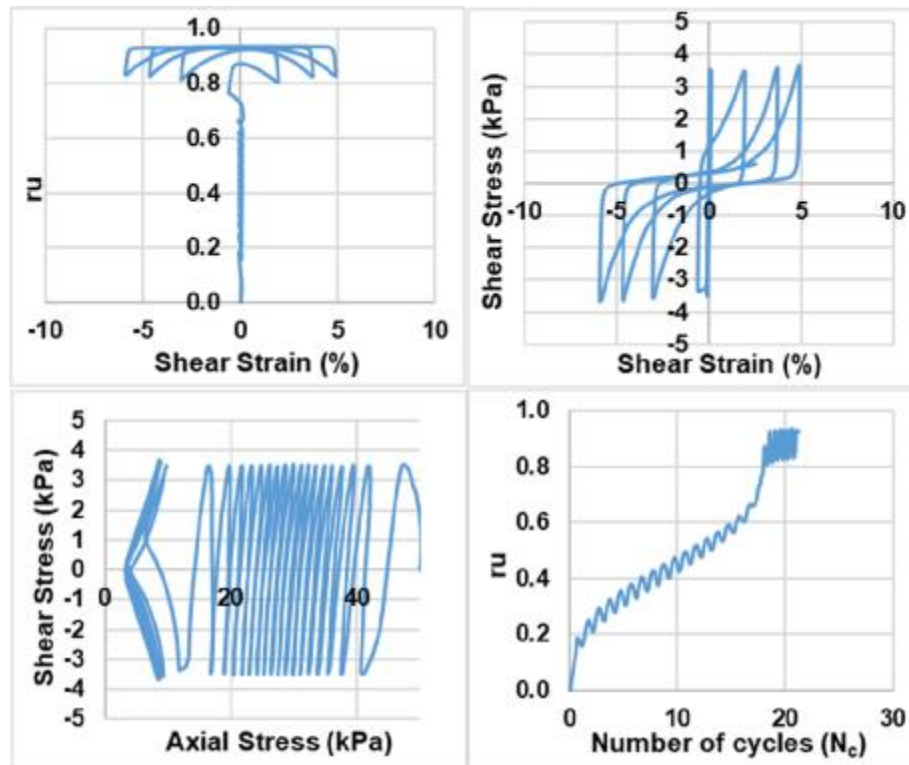 1.0
0.8
0.6
0.4
0.2
0.0
ru
-10 -5 0 5 10
Shear Strain (%)
5
4
3
2
1
0
-1
-2
-3
-4
-5
Shear Stress (kPa)
-10 -5 0 5 10
Shear Strain (%)
5
4
3
2
1
0
-1
-2
-3
-4
-5
Shear Stress (kPa)
0 20 40
Axial Stress (kPa)
1.0
0.8
0.6
0.4
0.2
0.0
ru
0 10 20 30
Number of cycles (Nc)